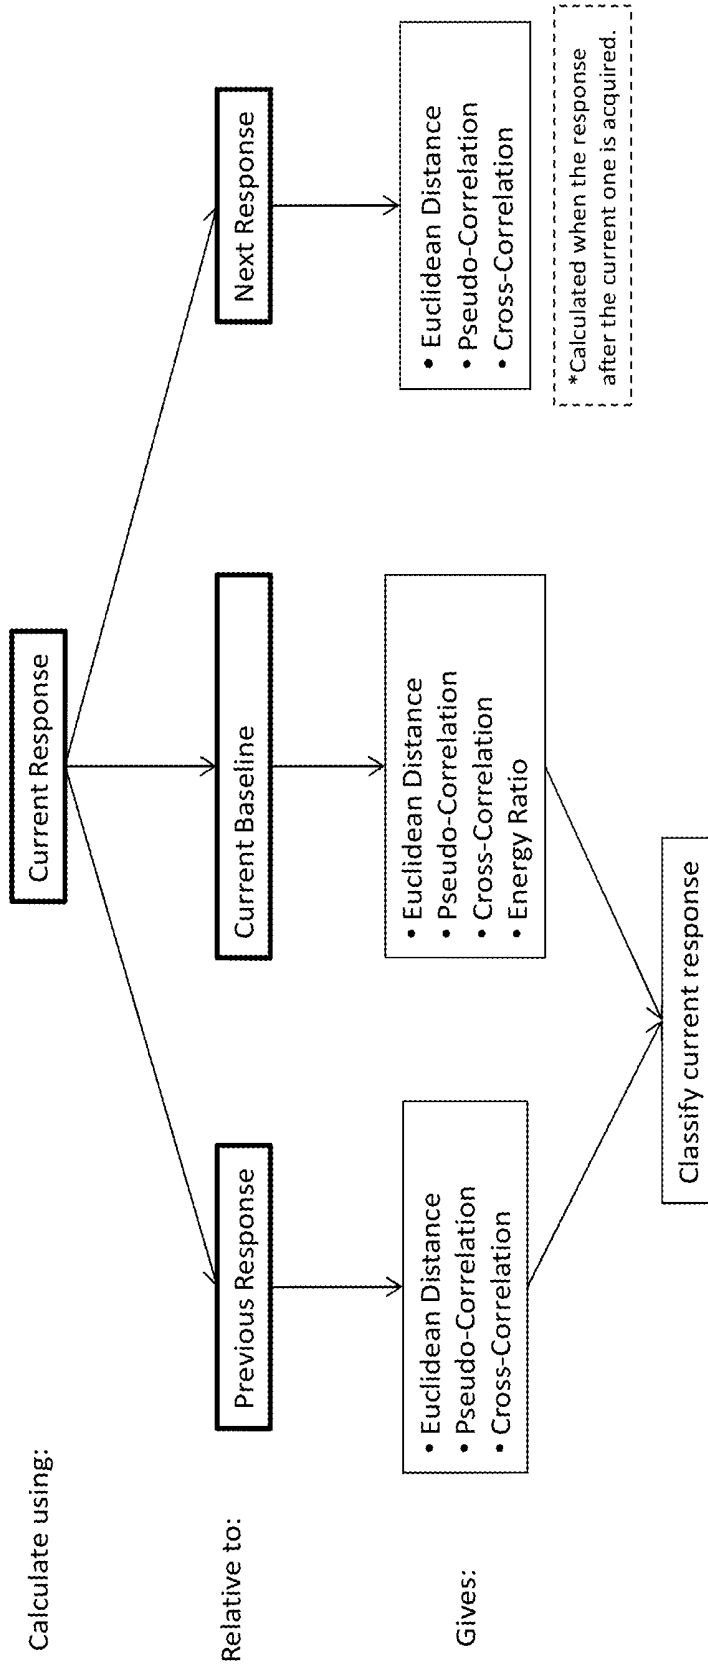 Calculate using:
Current Response
Relative to:
Previous Response
Current Baseline
Next Response
Gives:
• Euclidean Distance
• Pseudo-Correlation
• Cross-Correlation
• Euclidean Distance
• Pseudo-Correlation
• Cross-Correlation
• Energy Ratio
• Euclidean Distance
• Pseudo-Correlation
• Cross-Correlation
*Calculated when the response
after the current one is acquired.
Classify current response